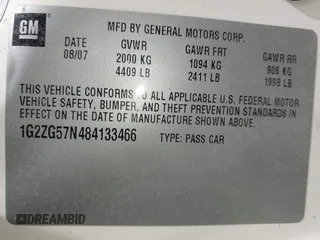 GM
MFD BY GENERAL MOTORS CORP.
DATE GVWR GAWR FRT GAWR RR
08/07 2000 KG 1094 KG 906 KG
4409 LB 2411 LB 1998 LB
THIS VEHICLE CONFORMS TO ALL APPLICABLE U.S. FEDERAL MOTOR
VEHICLE SAFETY, BUMPER, AND THEFT PREVENTION STANDARDS
IN EFFECT ON THE DATE OF MANUFACTURE SHOWN ABOVE.
1G2ZG57N484133466 TYPE: PASS CAR
DREAMBID